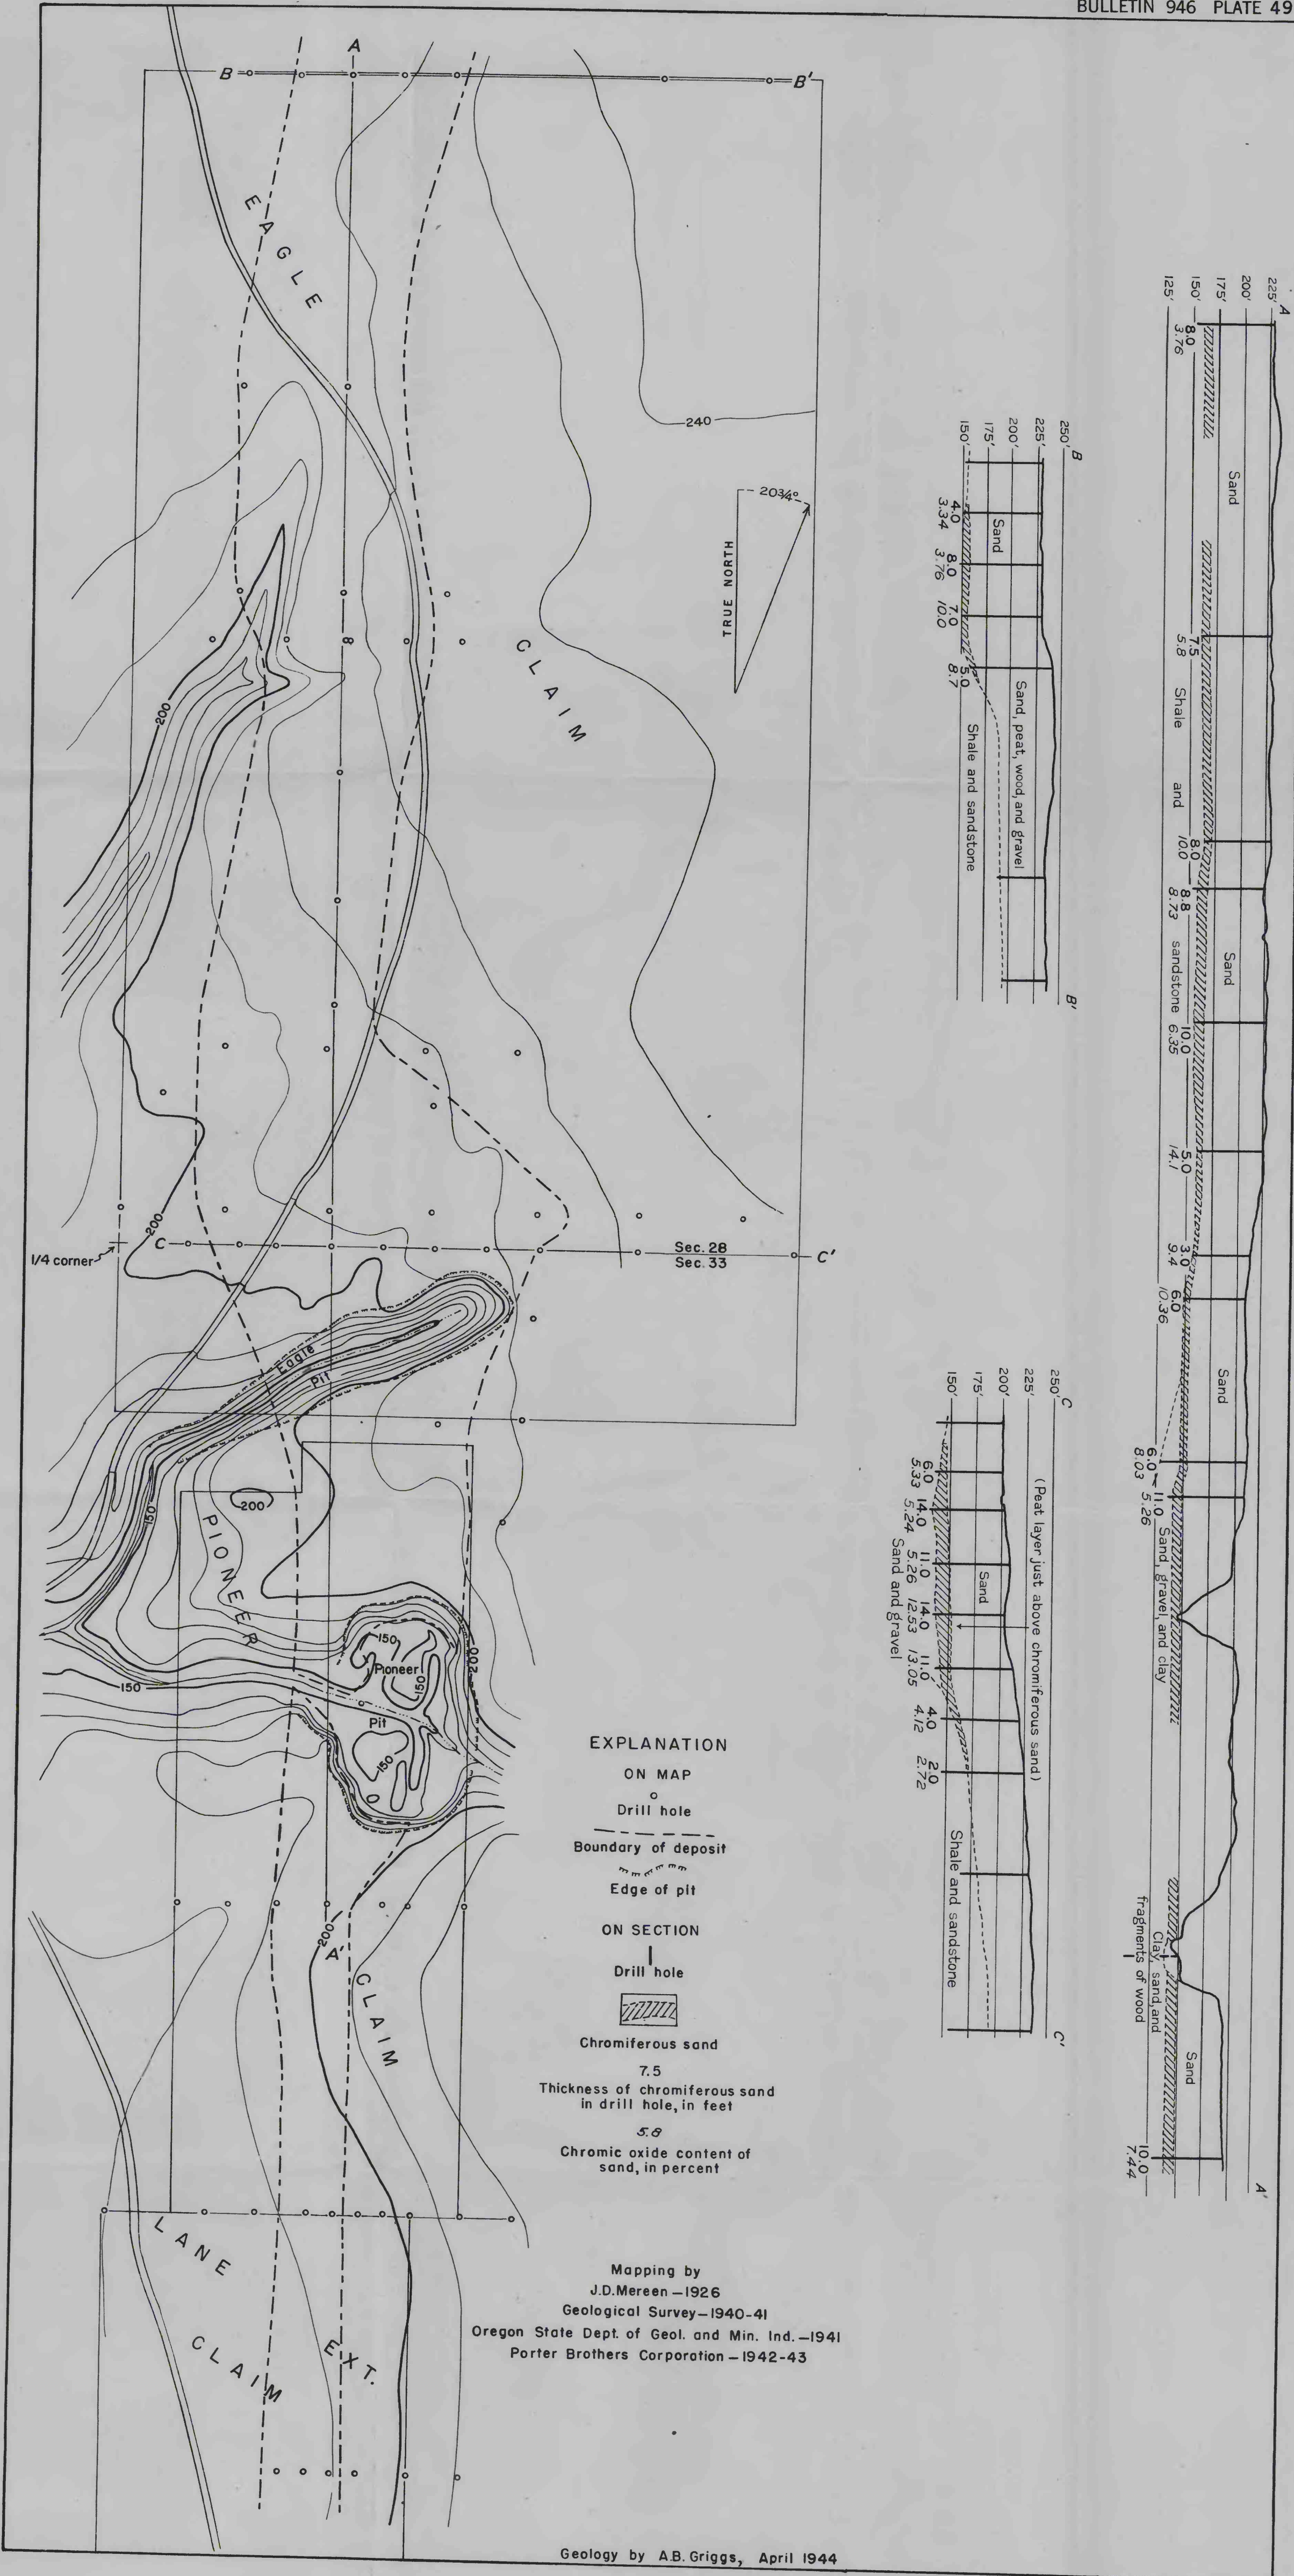 BULLETIN 946 PLATE 49
A
B
B'
EAGLE
CLAIM
240
20¾°
TRUE NORTH
200
200
1/4 corner
C
Sec. 28
Sec. 33
C'
Eagle
Pit
200
150
PIONEER
150
Pioneer
150
200
150
Pit
150
200
A'
CLAIM
LANE
CLAIM
EXT.
EXPLANATION
ON MAP
Drill hole
Boundary of deposit
Edge of pit
ON SECTION
Drill hole
Chromiferous sand
7.5
Thickness of chromiferous sand
in drill hole, in feet
5.8
Chromic oxide content of
sand, in percent
Mapping by
J.D.Mereen—1926
Geological Survey—1940-41
Oregon State Dept. of Geol. and Min. Ind.—1941
Porter Brothers Corporation—1942-43
Geology by A.B. Griggs, April 1944
A
225'
200'
175'
150'
125'
8.0
3.76
Sand
7.5
5.8
Shale and sandstone
8.0
10.0
8.8
8.73
Sand
10.0
6.35
5.0
14.1
3.0
9.4
6.0
10.36
Sand
6.0
8.03
11.0
5.26
Sand, gravel, and clay
Clay, sand, and
fragments of wood
Sand
10.0
7.44
A'
B
250'
225'
200'
175'
150'
4.0
3.34
Sand
8.0
3.76
7.0
10.0
5.0
8.7
Sand, peat, wood, and gravel
Shale and sandstone
B'
C
250'
225'
200'
175'
150'
(Peat layer just above chromiferous sand)
6.0
5.33
14.0
5.24
11.0
5.26
Sand
14.0
12.53
11.0
13.05
Sand and gravel
4.0
4.12
2.0
2.72
Shale and sandstone
C'